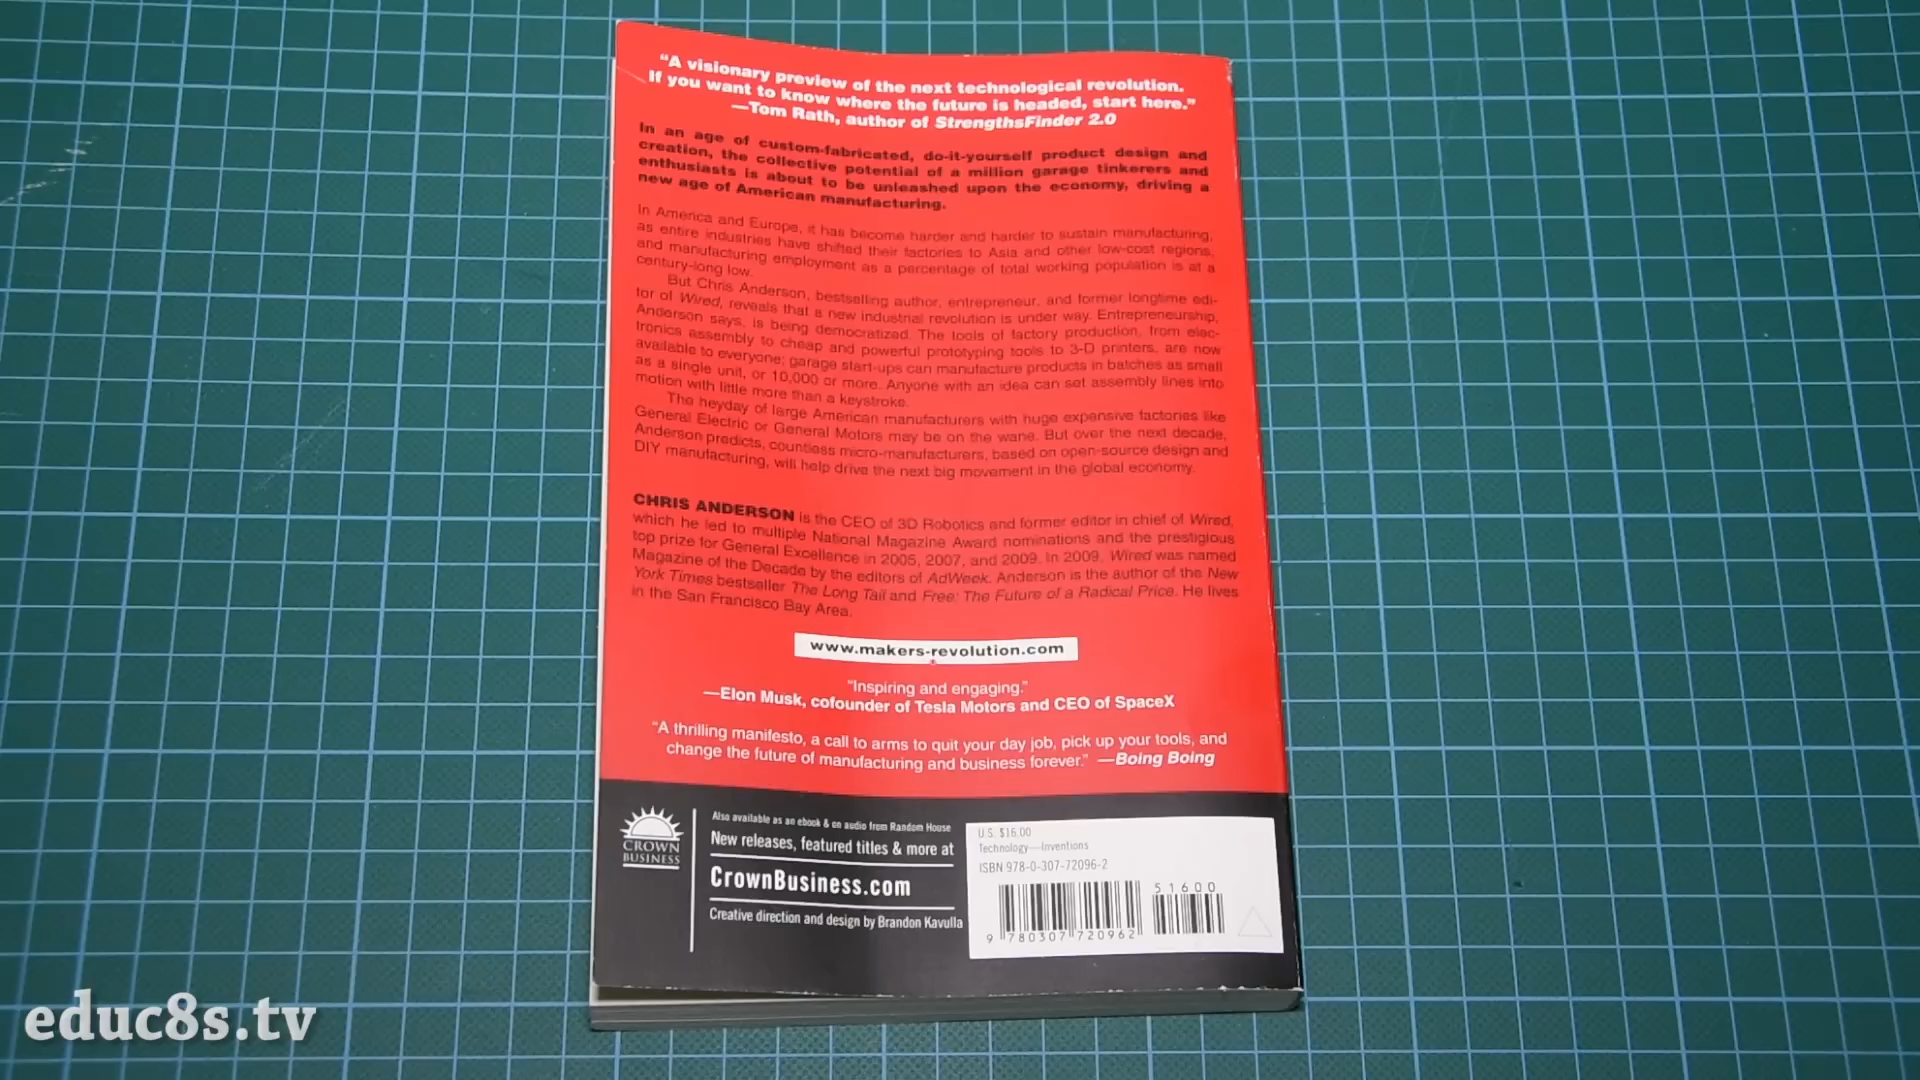 “A visionary preview of the next technological revolution.
If you want to know where the future is headed, start here.”
—Tom Rath, author of StrengthsFinder 2.0
In an age of custom-fabricated, do-it-yourself product design and
creation, the collective potential of a million garage tinkerers and
enthusiasts is about to be unleashed upon the economy, driving a
new age of American manufacturing.
In America and Europe, it has become harder and harder to sustain manufacturing,
as entire industries have shifted their factories to Asia and other low-cost regions,
and manufacturing employment as a percentage of total working population is at a
century-long low.
But Chris Anderson, bestselling author, entrepreneur, and former longtime edi-
tor of Wired, reveals that a new industrial revolution is under way. Entrepreneurship,
Anderson says, is being democratized. The tools of factory production, from elec-
tronics assembly to cheap and powerful prototyping tools to 3-D printers, are now
available to everyone; garage start-ups can manufacture products in batches as small
as a single unit, or 10,000 or more. Anyone with an idea can set assembly lines into
motion with little more than a keystroke.
The heyday of large American manufacturers with huge expensive factories like
General Electric or General Motors may be on the wane. But over the next decade,
Anderson predicts, countless micro-manufacturers, based on open-source design and
DIY manufacturing, will help drive the next big movement in the global economy.
CHRIS ANDERSON is the CEO of 3D Robotics and former editor in chief of Wired,
which he led to multiple National Magazine Award nominations and the prestigious
top prize for General Excellence in 2005, 2007, and 2009. In 2009, Wired was named
Magazine of the Decade by the editors of AdWeek. Anderson is the author of the New
York Times bestseller The Long Tail and Free: The Future of a Radical Price. He lives
in the San Francisco Bay Area.
www.makers-revolution.com
“Inspiring and engaging.”
—Elon Musk, cofounder of Tesla Motors and CEO of SpaceX
“A thrilling manifesto, a call to arms to quit your day job, pick up your tools, and
change the future of manufacturing and business forever.” —Boing Boing
CROWN
BUSINESS
Also available as an ebook & on audio from Random House
New releases, featured titles & more at
CrownBusiness.com
Creative direction and design by Brandon Kavulla
U.S. $16.00
Technology—Inventions
ISBN 978-0-307-72096-2
51600
9 780307 720962
educ8s.tv